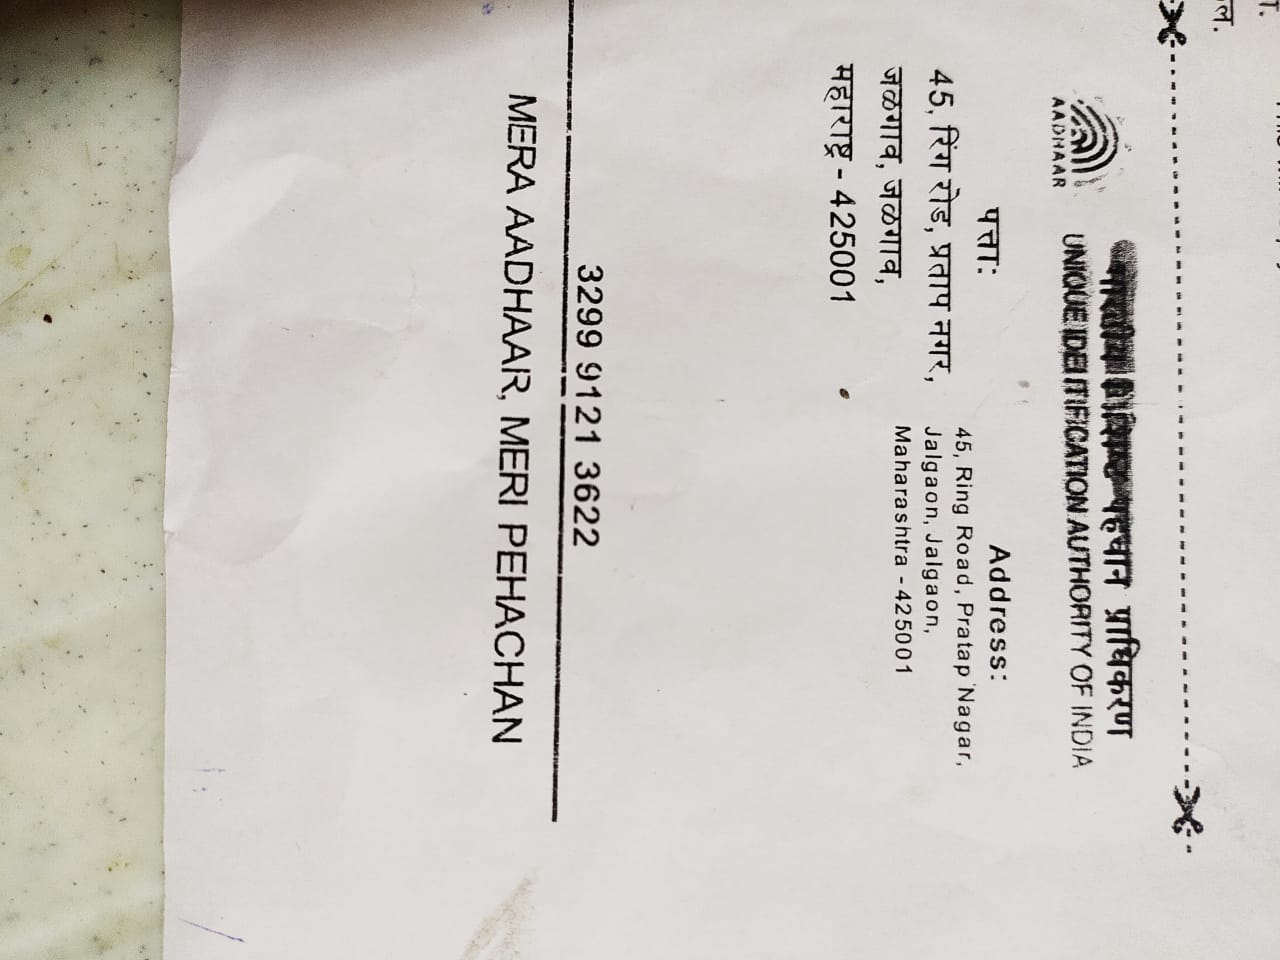 ल.
त.
AADHAAR
पहचान प्राधिकरण
UNIQUE IDENTIFICATION AUTHORITY OF INDIA
पत्ता:
45, रिंग रोड, प्रताप नगर,
जळगाव, जळगाव,
महाराष्ट्र - 425001
Address:
45, Ring Road, Pratap Nagar,
Jalgaon, Jalgaon,
Maharashtra - 425001
3299 9121 3622
MERA AADHAAR, MERI PEHACHAN